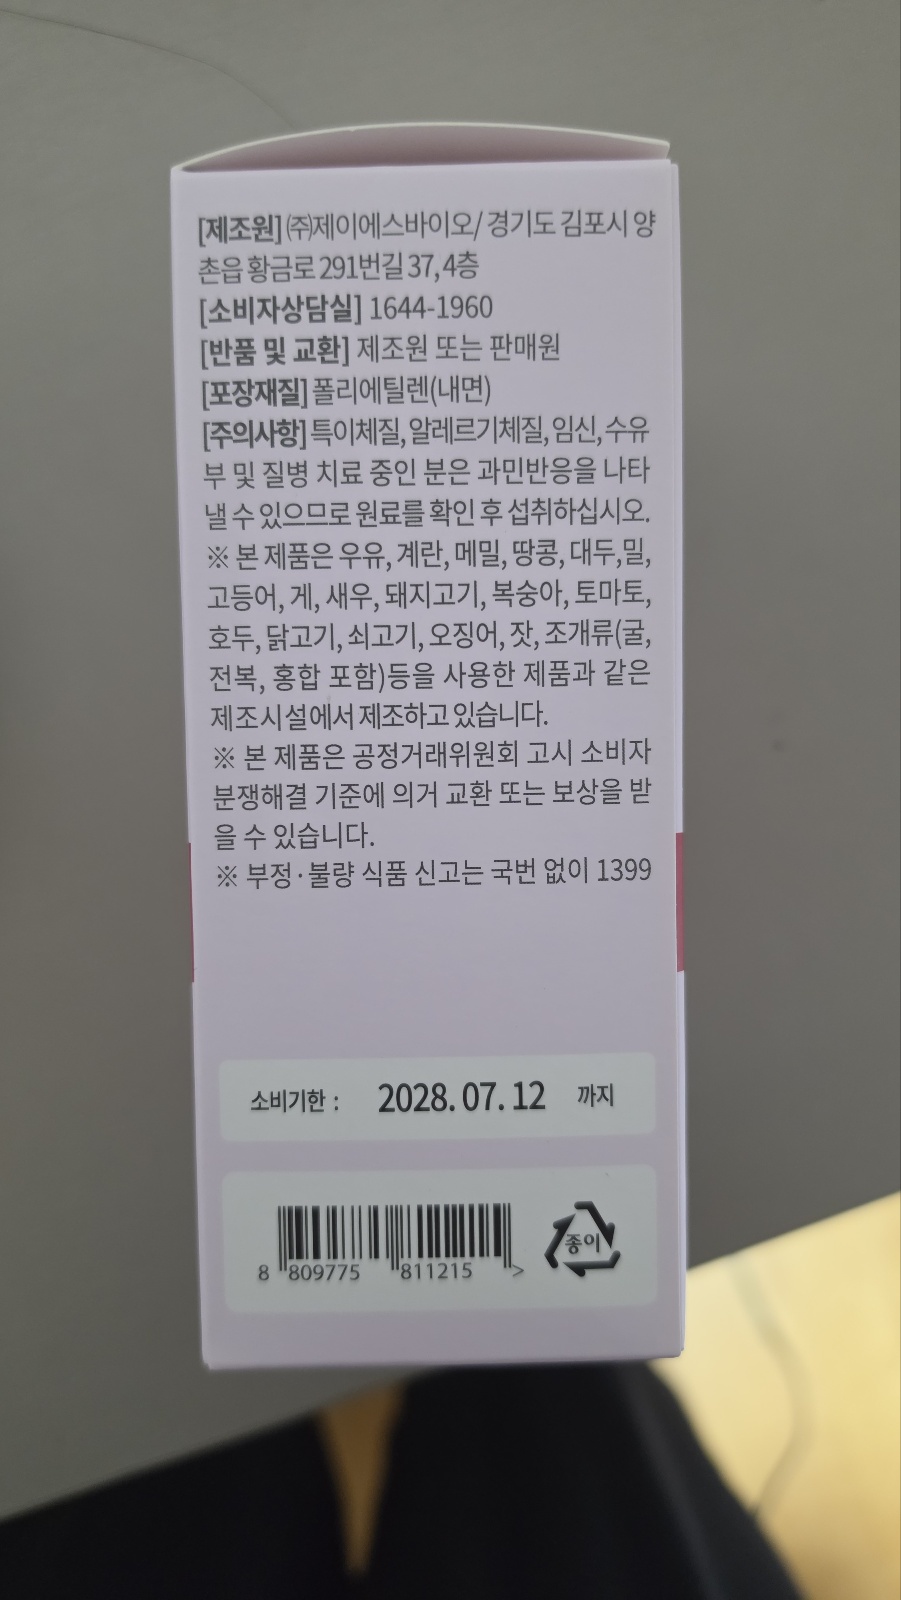 [제조원] ㈜제이에스바이오/ 경기도 김포시 양
촌읍 황금로 291번길 37, 4층
[소비자상담실] 1644-1960
[반품 및 교환] 제조원 또는 판매원
[포장재질] 폴리에틸렌(내면)
[주의사항] 특이체질, 알레르기체질, 임신, 수유
부 및 질병 치료 중인 분은 과민반응을 나타
낼 수 있으므로 원료를 확인 후 섭취하십시오.
※ 본 제품은 우유, 계란, 메밀, 땅콩, 대두, 밀,
고등어, 게, 새우, 돼지고기, 복숭아, 토마토,
호두, 닭고기, 쇠고기, 오징어, 잣, 조개류(굴,
전복, 홍합 포함)등을 사용한 제품과 같은
제조시설에서 제조하고 있습니다.
※ 본 제품은 공정거래위원회 고시 소비자
분쟁해결 기준에 의거 교환 또는 보상을 받
을 수 있습니다.
※ 부정·불량 식품 신고는 국번 없이 1399
소비기한 : 2028. 07. 12 까지
종이
8 809775 811215 >